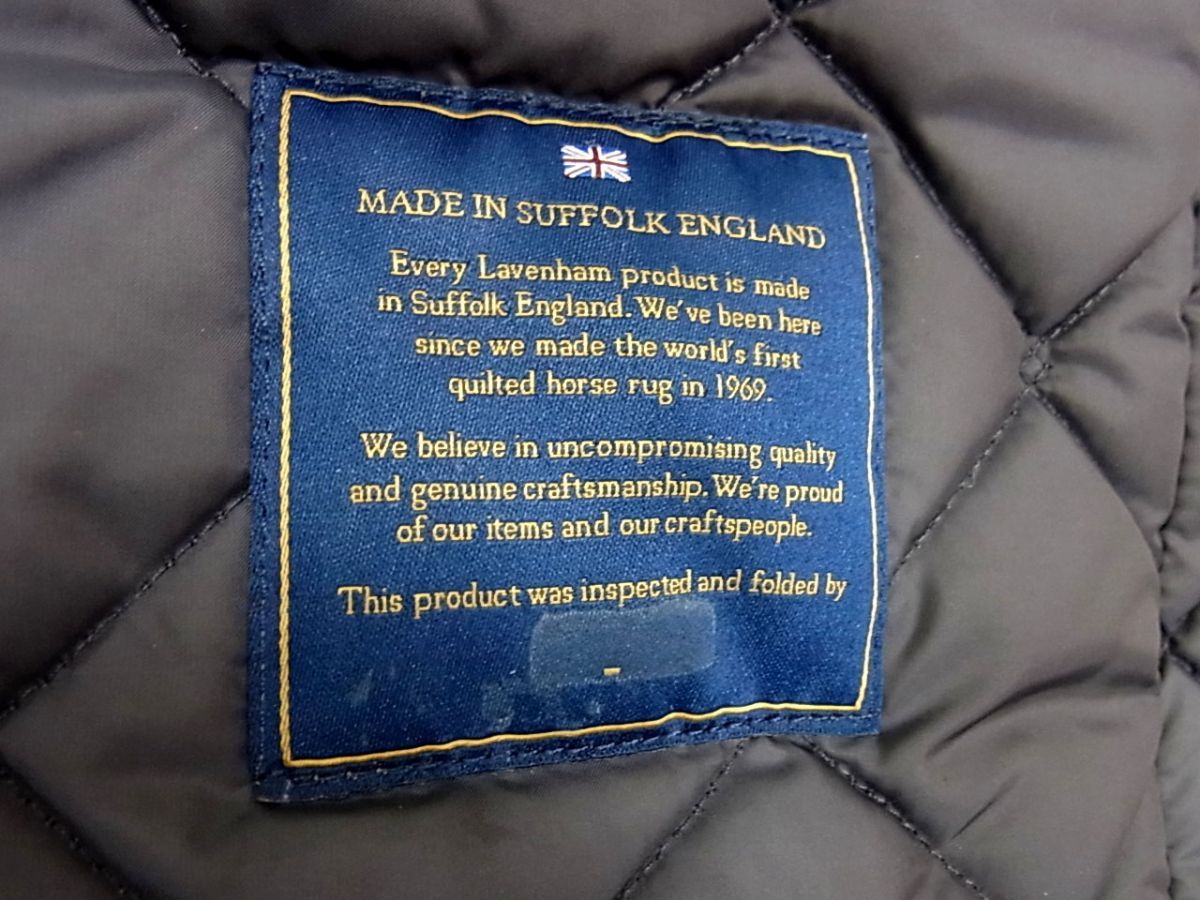 MADE IN SUFFOLK ENGLAND
Every Lavenham product is made
in Suffolk England. We've been here
since we made the world's first
quilted horse rug in 1969.
We believe in uncompromising quality
and genuine craftsmanship. We're proud
of our items and our craftspeople.
This product was inspected and folded by
-